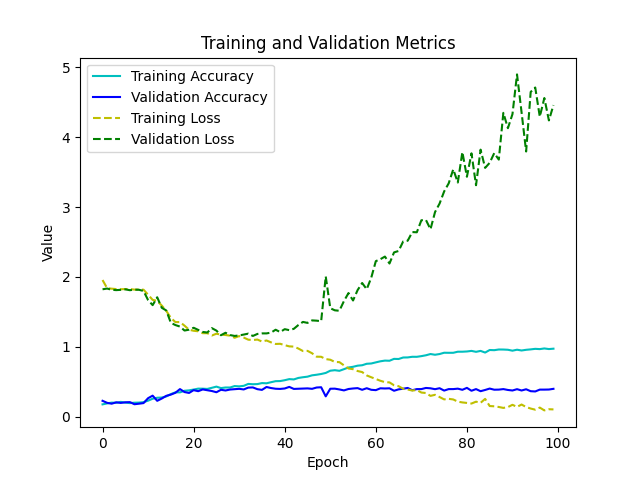 Training and Validation Metrics
Training Accuracy
Validation Accuracy
Training Loss
Validation Loss
5
4
3
2
1
0
Value
0 20 40 60 80 100
Epoch